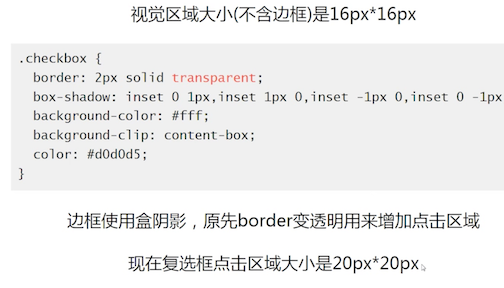 视觉区域大小(不含边框)是16px*16px
.checkbox {
border: 2px solid transparent;
box-shadow: inset 0 1px,inset 1px 0,inset -1px 0,inset 0 -1px
background-color: #fff;
background-clip: content-box;
color: #d0d0d5;
}
边框使用盒阴影，原先border变透明用来增加点击区域
现在复选框点击区域大小是20px*20px